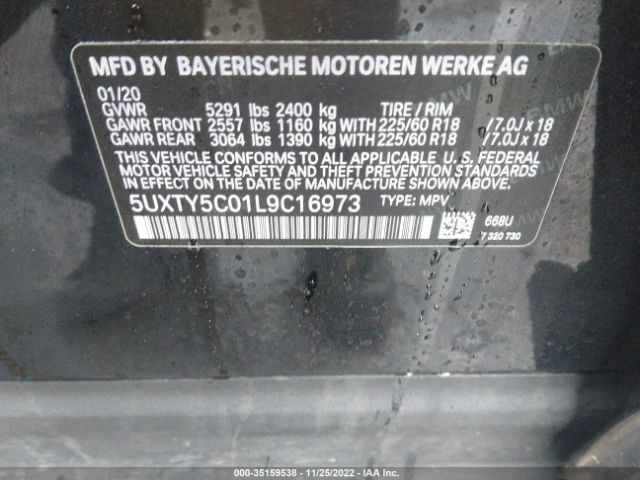 MFD BY BAYERISCHE MOTOREN WERKE AG
01/20 TIRE / RIM
GVWR 5291 lbs 2400 kg
GAWR FRONT 2557 lbs 1160 kg WITH 225/60 R18 / 7.0J x 18
GAWR REAR 3064 lbs 1390 kg WITH 225/60 R18 / 7.0J x 18
THIS VEHICLE CONFORMS TO ALL APPLICABLE U. S. FEDERAL
MOTOR VEHICLE SAFETY AND THEFT PREVENTION STANDARDS
IN EFFECT ON THE DATE OF MANUFACTURE SHOWN ABOVE.
5UXTY5C01L9C16973 TYPE: MPV
668U
7 320 730
000-35159538 - 11/25/2022 - IAA Inc.